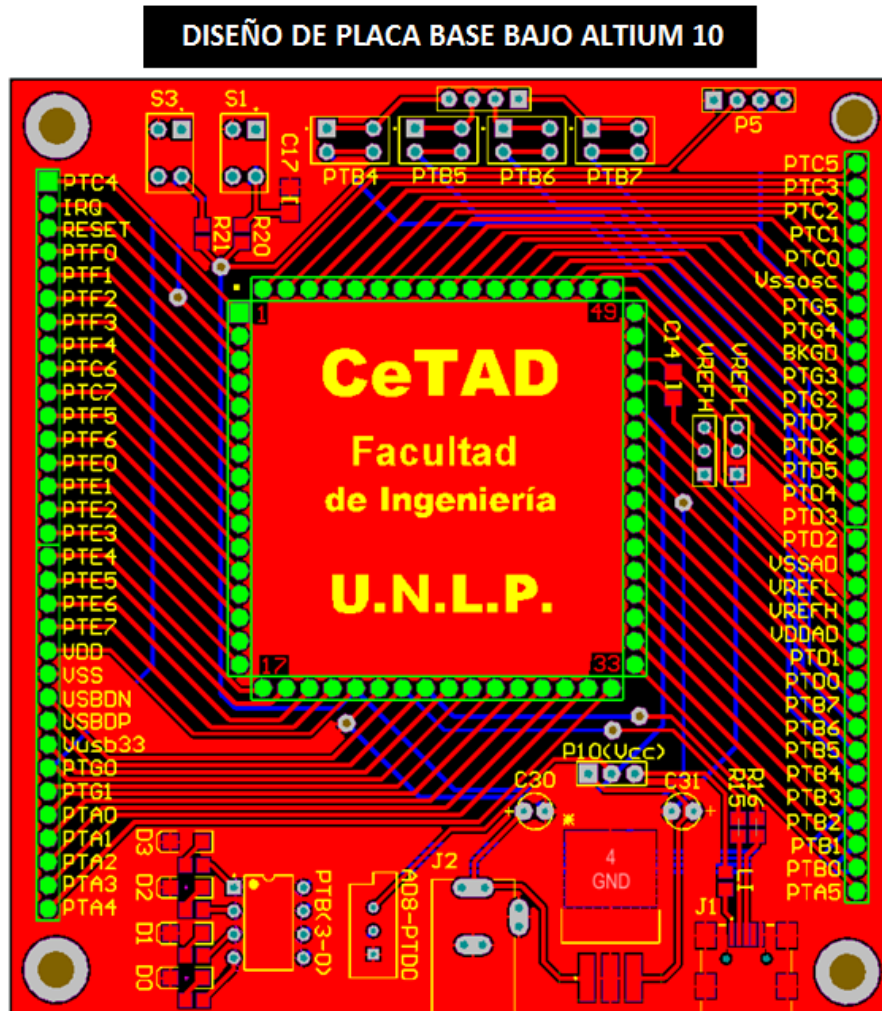 DISEÑO DE PLACA BASE BAJO ALTIUM 10
S3
S1
C17
R21
R20
PTB4
PTB5
PTB6
PTB7
P5
PTC4
IRQ
RESET
PTF0
PTF1
PTF2
PTF3
PTF4
PTC6
PTC7
PTF5
PTF6
PTE0
PTE1
PTE2
PTE3
PTE4
PTE5
PTE6
PTE7
VDD
VSS
USBDN
USBDP
Vusb33
PTG0
PTG1
PTA0
PTA1
PTA2
PTA3
PTA4
1
49
17
33
CeTAD
Facultad
de Ingeniería
U.N.L.P.
C14
1
VREFH
VREFL
PTC5
PTC3
PTC2
PTC1
PTC0
Vssosc
PTG5
PTG4
BKGD
PTG3
PTG2
PTD7
PTD6
PTD5
PTD4
PTD3
PTD2
VSSAD
VREFL
VREFH
VDDAD
PTD1
PTD0
PTB7
PTB6
PTB5
PTB4
PTB3
PTB2
PTB1
PTB0
PTA5
P10(Vcc)
C30
C31
+
+
4
GND
R15
R16
L1
J1
J2
AD8-PTD0
PTB(3-0)
D3
D2
D1
D0